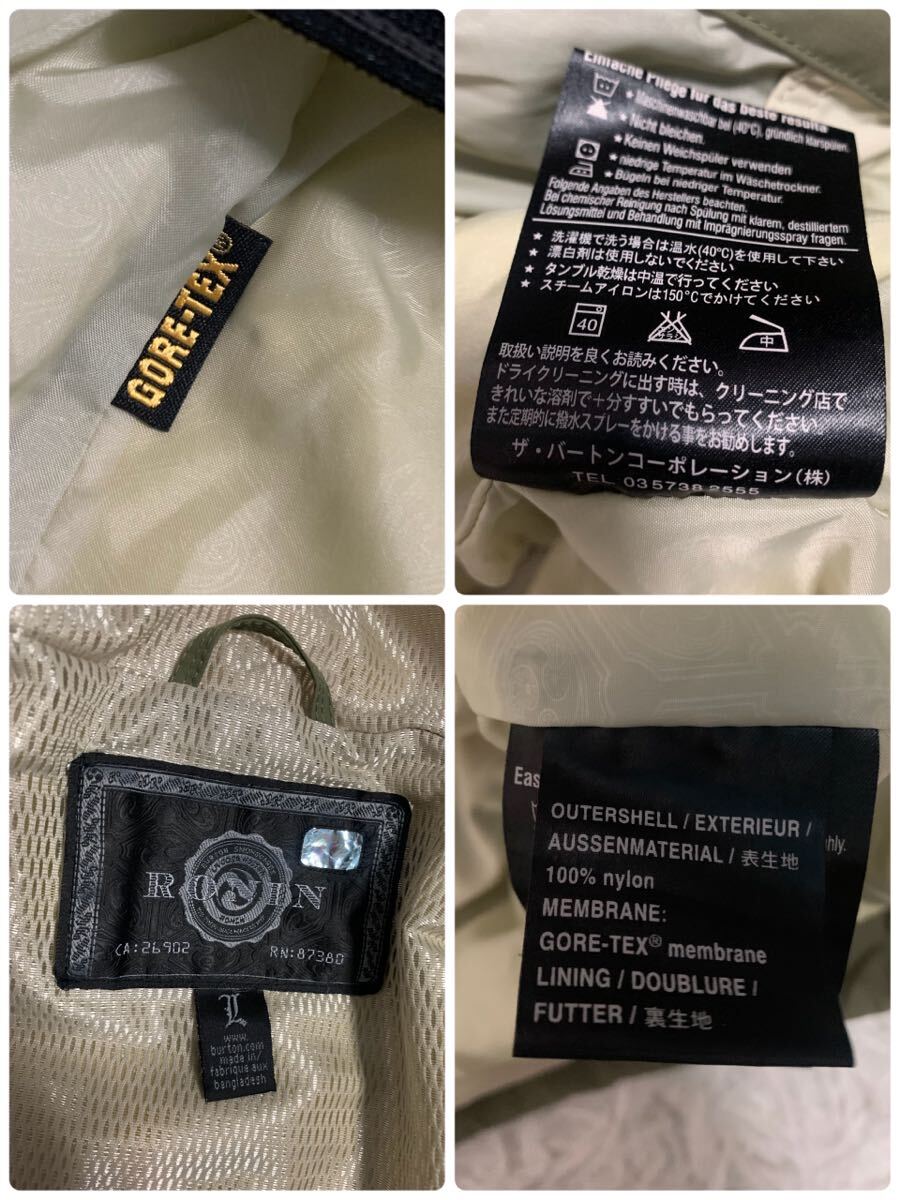 GORE-TEX®
Einfache Pflege für das beste resulta
★ Maschinenwaschbar bei (40°C), gründlich klarspülen.
★ Nicht bleichen.
★ Keinen Weichspüler verwenden
★ niedrige Temperatur im Wäschetrockner.
★ Bügeln bei niedriger Temperatur.
Folgende Angaben des Herstellers beachten.
Bei chemischer Reinigung nach Spülung mit klarem, destilliertem
Lösungsmittel und Behandlung mit Imprägnierungsspray fragen.
★ 洗濯機で洗う場合は温水(40°C)を使用して下さい
★ 漂白剤は使用しないでください
★ タンブル乾燥は中温で行ってください
★ スチームアイロンは150°Cでかけてください
40
中
取扱い説明を良くお読みください。
ドライクリーニングに出す時は、クリーニング店で
きれいな溶剤で十分すすいでもらってください。
また定期的に撥水スプレーをかける事をお勧めします。
ザ・バートンコーポレーション(株)
TEL 03 5738 2555
RONIN
CA:26902 RN:87380
L
www.
burton.com
made in/
fabrique aux
bangladesh
Eas
OUTERSHELL / EXTERIEUR /
AUSSENMATERIAL / 表生地
100% nylon
MEMBRANE:
GORE-TEX® membrane
LINING / DOUBLURE /
FUTTER / 裏生地